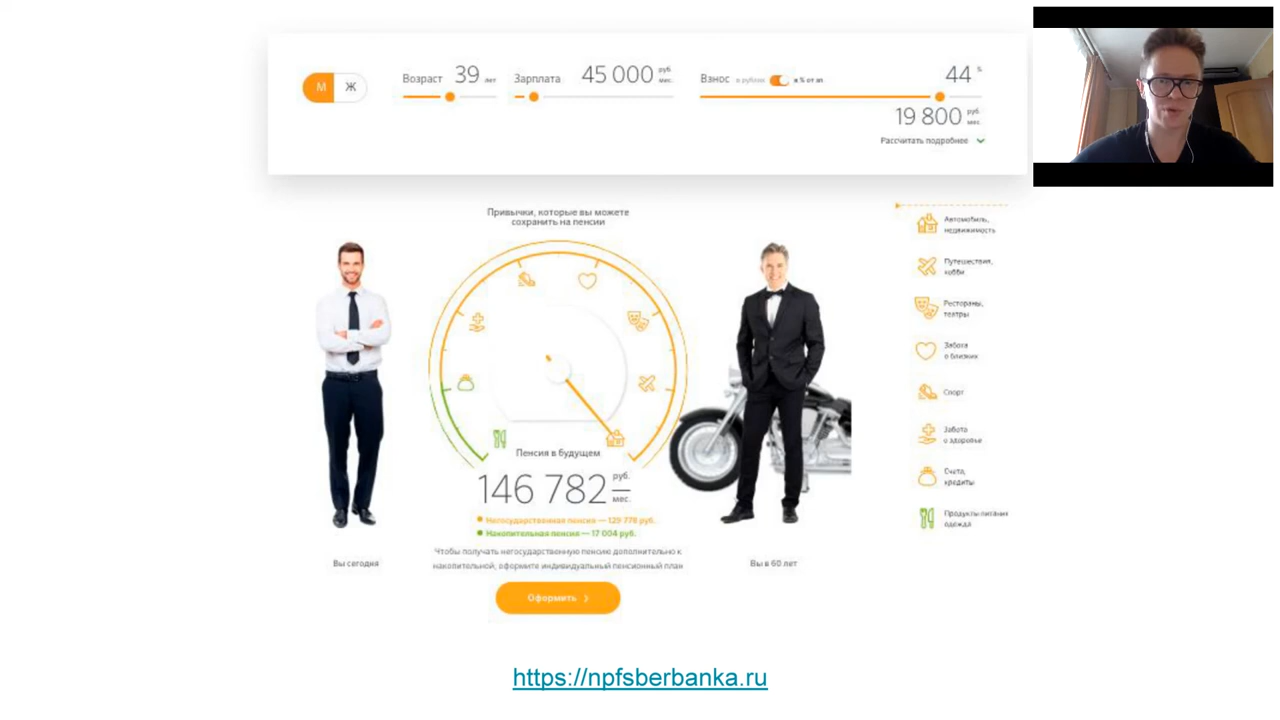 М Ж
Возраст 39 лет
Зарплата 45 000 руб. мес.
Взнос в рублях в % от зп 44 %
19 800 руб. мес.
Рассчитать подробнее
Привычки, которые вы можете
сохранить на пенсии
Автомобиль,
недвижимость
Путешествия,
хобби
Рестораны,
театры
Забота
о близких
Спорт
Забота
о здоровье
Счета,
кредиты
Продукты питания
одежда
Пенсия в будущем
146 782 руб. мес.
Негосударственная пенсия — 129 778 руб.
Накопительная пенсия — 17 004 руб.
Чтобы получать негосударственную пенсию дополнительно к
накопительной, оформите индивидуальный пенсионный план
Вы сегодня
Вы в 60 лет
Оформить
https://npfsberbanka.ru